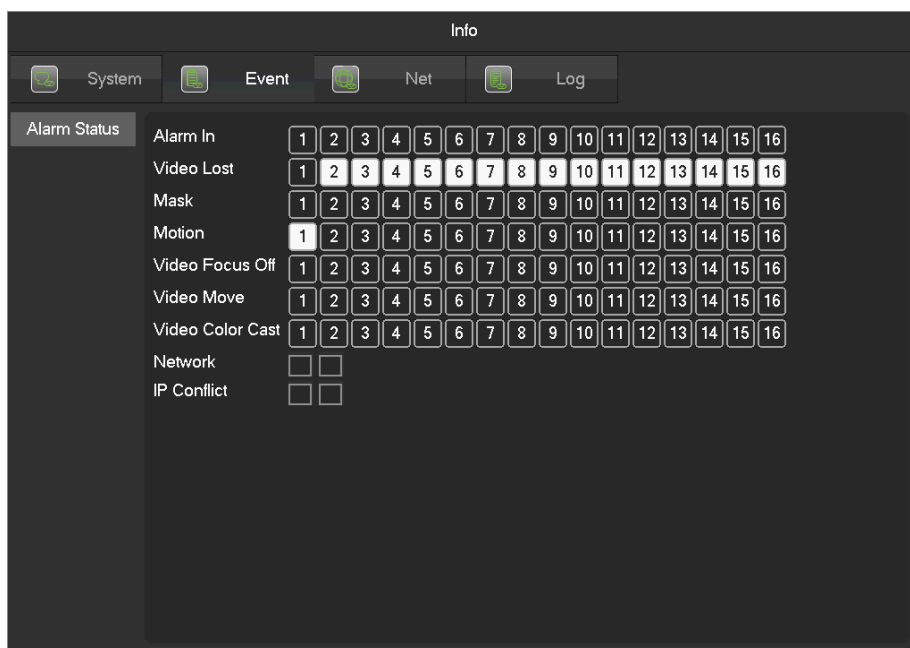 Info
System Event Net Log
Alarm Status
Alarm In 1 2 3 4 5 6 7 8 9 10 11 12 13 14 15 16
Video Lost 1 2 3 4 5 6 7 8 9 10 11 12 13 14 15 16
Mask 1 2 3 4 5 6 7 8 9 10 11 12 13 14 15 16
Motion 1 2 3 4 5 6 7 8 9 10 11 12 13 14 15 16
Video Focus Off 1 2 3 4 5 6 7 8 9 10 11 12 13 14 15 16
Video Move 1 2 3 4 5 6 7 8 9 10 11 12 13 14 15 16
Video Color Cast 1 2 3 4 5 6 7 8 9 10 11 12 13 14 15 16
Network
IP Conflict